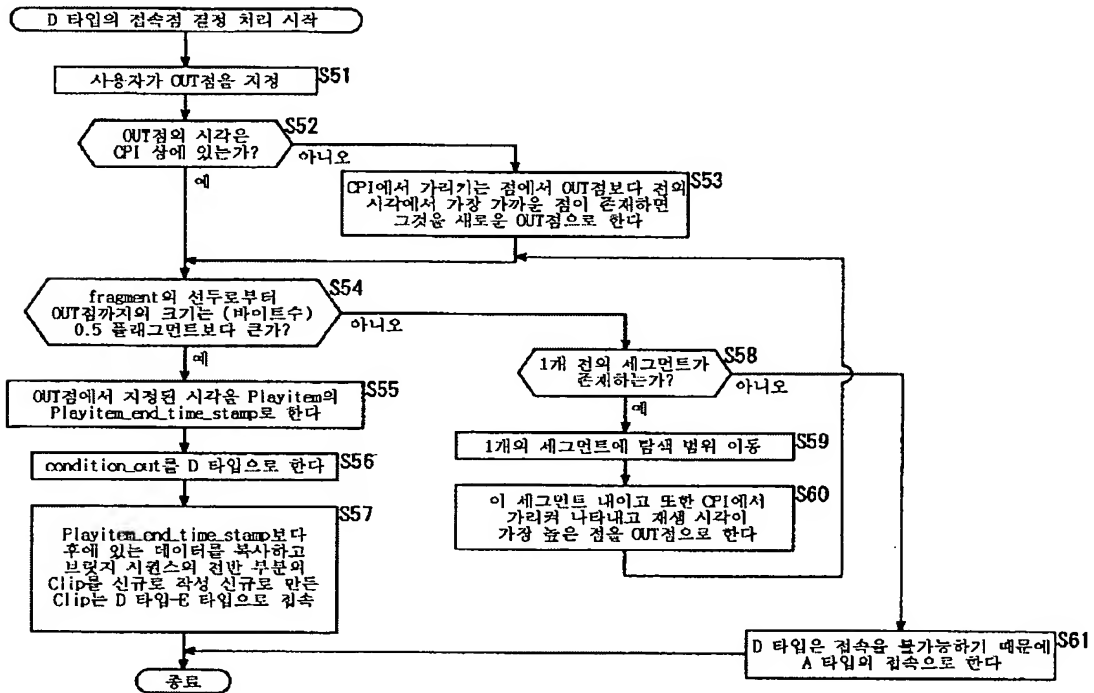 D 타입의 접속점 결정 처리 시작
사용자가 OUT점을 지정
S51
OUT점의 시각은
CPI 상에 있는가?
S52
아니오
예
CPI에서 가리키는 점에서 OUT점보다 전의
시각에서 가장 가까운 점이 존재하면
그것을 새로운 OUT점으로 한다
S53
fragment의 선두로부터
OUT점까지의 크기는 (바이트수)
0.5 플래그먼트보다 큰가?
S54
아니오
예
OUT점에서 지정된 시각을 Playitem의
Playitem_end_time_stamp로 한다
S55
condition_out를 D 타입으로 한다
S56
Playitem_end_time_stamp보다
후에 있는 데이터를 복사하고
브릿지 시퀀스의 전반 부분의
Clip를 신규로 작성 신규로 만든
Clip는 D 타입-E 타입으로 접속
S57
1개 전의 세그먼트가
존재하는가?
S58
아니오
예
1개의 세그먼트에 탐색 범위 이동
S59
이 세그먼트 내이고 또한 CPI에서
가리켜 나타내고 재생 시각이
가장 높은 점을 OUT점으로 한다
S60
D 타입은 접속을 불가능하기 때문에
A 타입의 접속으로 한다
S61
종료